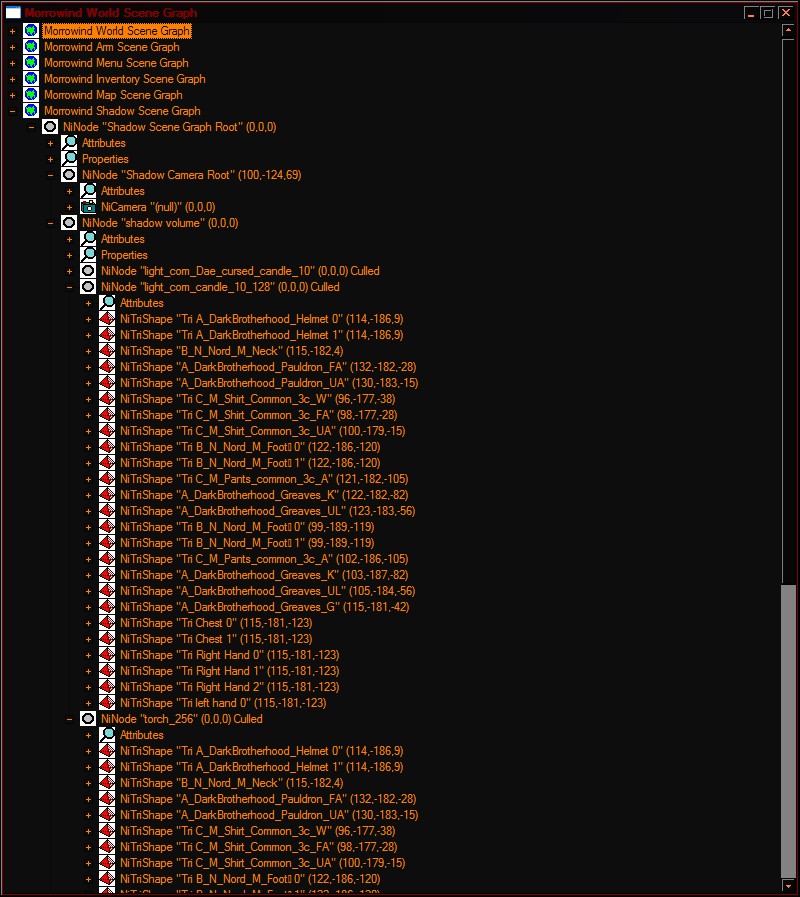 Morrowind World Scene Graph
Morrowind World Scene Graph
Morrowind Arm Scene Graph
Morrowind Menu Scene Graph
Morrowind Inventory Scene Graph
Morrowind Map Scene Graph
Morrowind Shadow Scene Graph
NiNode "Shadow Scene Graph Root" (0,0,0)
Attributes
Properties
NiNode "Shadow Camera Root" (100,-124,69)
Attributes
NiCamera "(null)" (0,0,0)
NiNode "shadow volume" (0,0,0)
Attributes
Properties
NiNode "light_com_Dae_cursed_candle_10" (0,0,0) Culled
NiNode "light_com_candle_10_128" (0,0,0) Culled
Attributes
NiTriShape "Tri A_DarkBrotherhood_Helmet 0" (114,-186,9)
NiTriShape "Tri A_DarkBrotherhood_Helmet 1" (114,-186,9)
NiTriShape "B_N_Nord_M_Neck" (115,-182,4)
NiTriShape "A_DarkBrotherhood_Pauldron_FA" (132,-182,-28)
NiTriShape "A_DarkBrotherhood_Pauldron_UA" (130,-183,-15)
NiTriShape "Tri C_M_Shirt_Common_3c_W" (96,-177,-38)
NiTriShape "Tri C_M_Shirt_Common_3c_FA" (98,-177,-28)
NiTriShape "Tri C_M_Shirt_Common_3c_UA" (100,-179,-15)
NiTriShape "Tri B_N_Nord_M_Foot▯ 0" (122,-186,-120)
NiTriShape "Tri B_N_Nord_M_Foot▯ 1" (122,-186,-120)
NiTriShape "Tri C_M_Pants_common_3c_A" (121,-182,-105)
NiTriShape "A_DarkBrotherhood_Greaves_K" (122,-182,-82)
NiTriShape "A_DarkBrotherhood_Greaves_UL" (123,-183,-56)
NiTriShape "Tri B_N_Nord_M_Foot▯ 0" (99,-189,-119)
NiTriShape "Tri B_N_Nord_M_Foot▯ 1" (99,-189,-119)
NiTriShape "Tri C_M_Pants_common_3c_A" (102,-186,-105)
NiTriShape "A_DarkBrotherhood_Greaves_K" (103,-187,-82)
NiTriShape "A_DarkBrotherhood_Greaves_UL" (105,-184,-56)
NiTriShape "A_DarkBrotherhood_Greaves_G" (115,-181,-42)
NiTriShape "Tri Chest 0" (115,-181,-123)
NiTriShape "Tri Chest 1" (115,-181,-123)
NiTriShape "Tri Right Hand 0" (115,-181,-123)
NiTriShape "Tri Right Hand 1" (115,-181,-123)
NiTriShape "Tri Right Hand 2" (115,-181,-123)
NiTriShape "Tri left hand 0" (115,-181,-123)
NiNode "torch_256" (0,0,0) Culled
Attributes
NiTriShape "Tri A_DarkBrotherhood_Helmet 0" (114,-186,9)
NiTriShape "Tri A_DarkBrotherhood_Helmet 1" (114,-186,9)
NiTriShape "B_N_Nord_M_Neck" (115,-182,4)
NiTriShape "A_DarkBrotherhood_Pauldron_FA" (132,-182,-28)
NiTriShape "A_DarkBrotherhood_Pauldron_UA" (130,-183,-15)
NiTriShape "Tri C_M_Shirt_Common_3c_W" (96,-177,-38)
NiTriShape "Tri C_M_Shirt_Common_3c_FA" (98,-177,-28)
NiTriShape "Tri C_M_Shirt_Common_3c_UA" (100,-179,-15)
NiTriShape "Tri B_N_Nord_M_Foot▯ 0" (122,-186,-120)